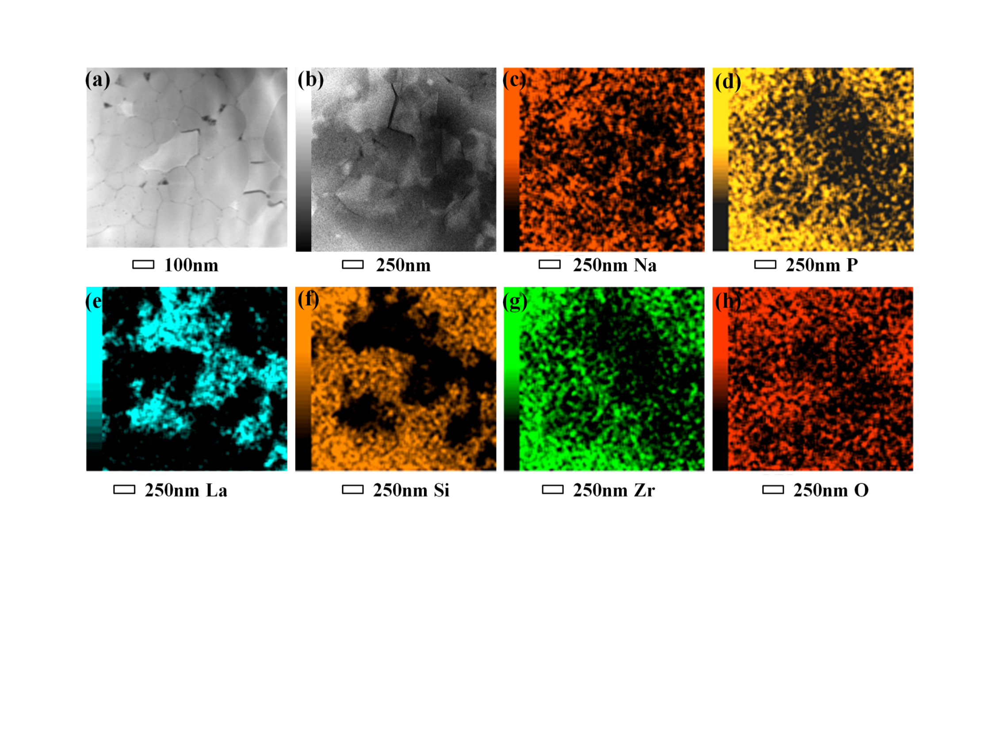 (a) (b) (c) (d)
100nm 250nm 250nm Na 250nm P
(e (f) (g) (h)
250nm La 250nm Si 250nm Zr 250nm O